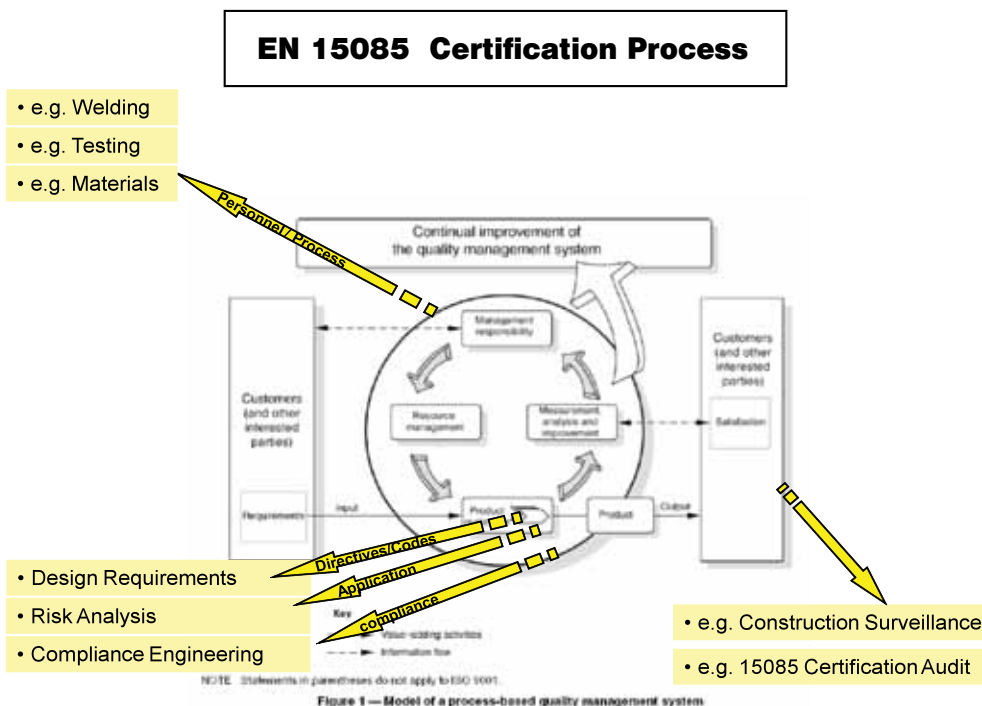 EN 15085 Certification Process
• e.g. Welding
• e.g. Testing
• e.g. Materials
Personnel / Process
Continual improvement of
the quality management system
Management
responsibility
Customers
(and other
interested
parties)
Customers
(and other
interested
parties)
Resource
management
Measurement,
analysis and
improvement
Satisfaction
Requirements
Input
Product
Product
Output
Directives/Codes
Application
compliance
• Design Requirements
• Risk Analysis
• Compliance Engineering
Key
Value-adding activities
Information flow
• e.g. Construction Surveillance
• e.g. 15085 Certification Audit
NOTE Statements in parentheses do not apply to ISO 9001.
Figure 1 — Model of a process-based quality management system